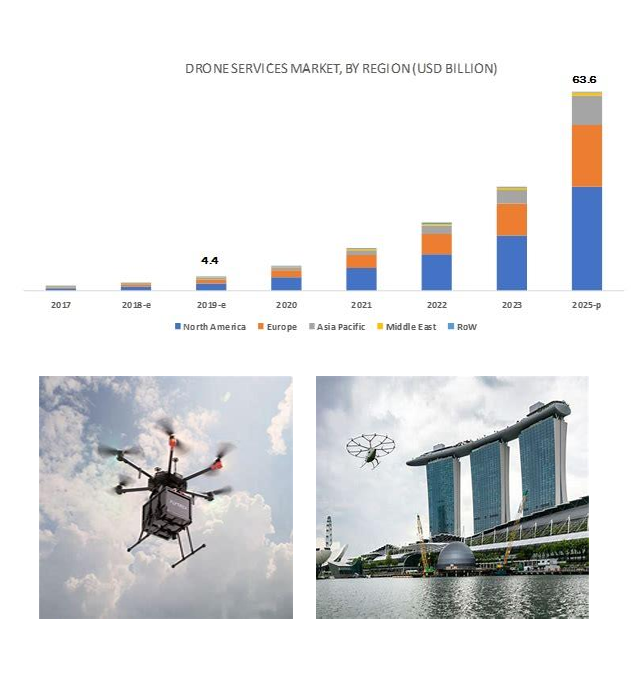 DRONE SERVICES MARKET, BY REGION (USD BILLION)
63.6
4.4
2017 2018-e 2019-e 2020 2021 2022 2023 2025-p
North America Europe Asia Pacific Middle East RoW